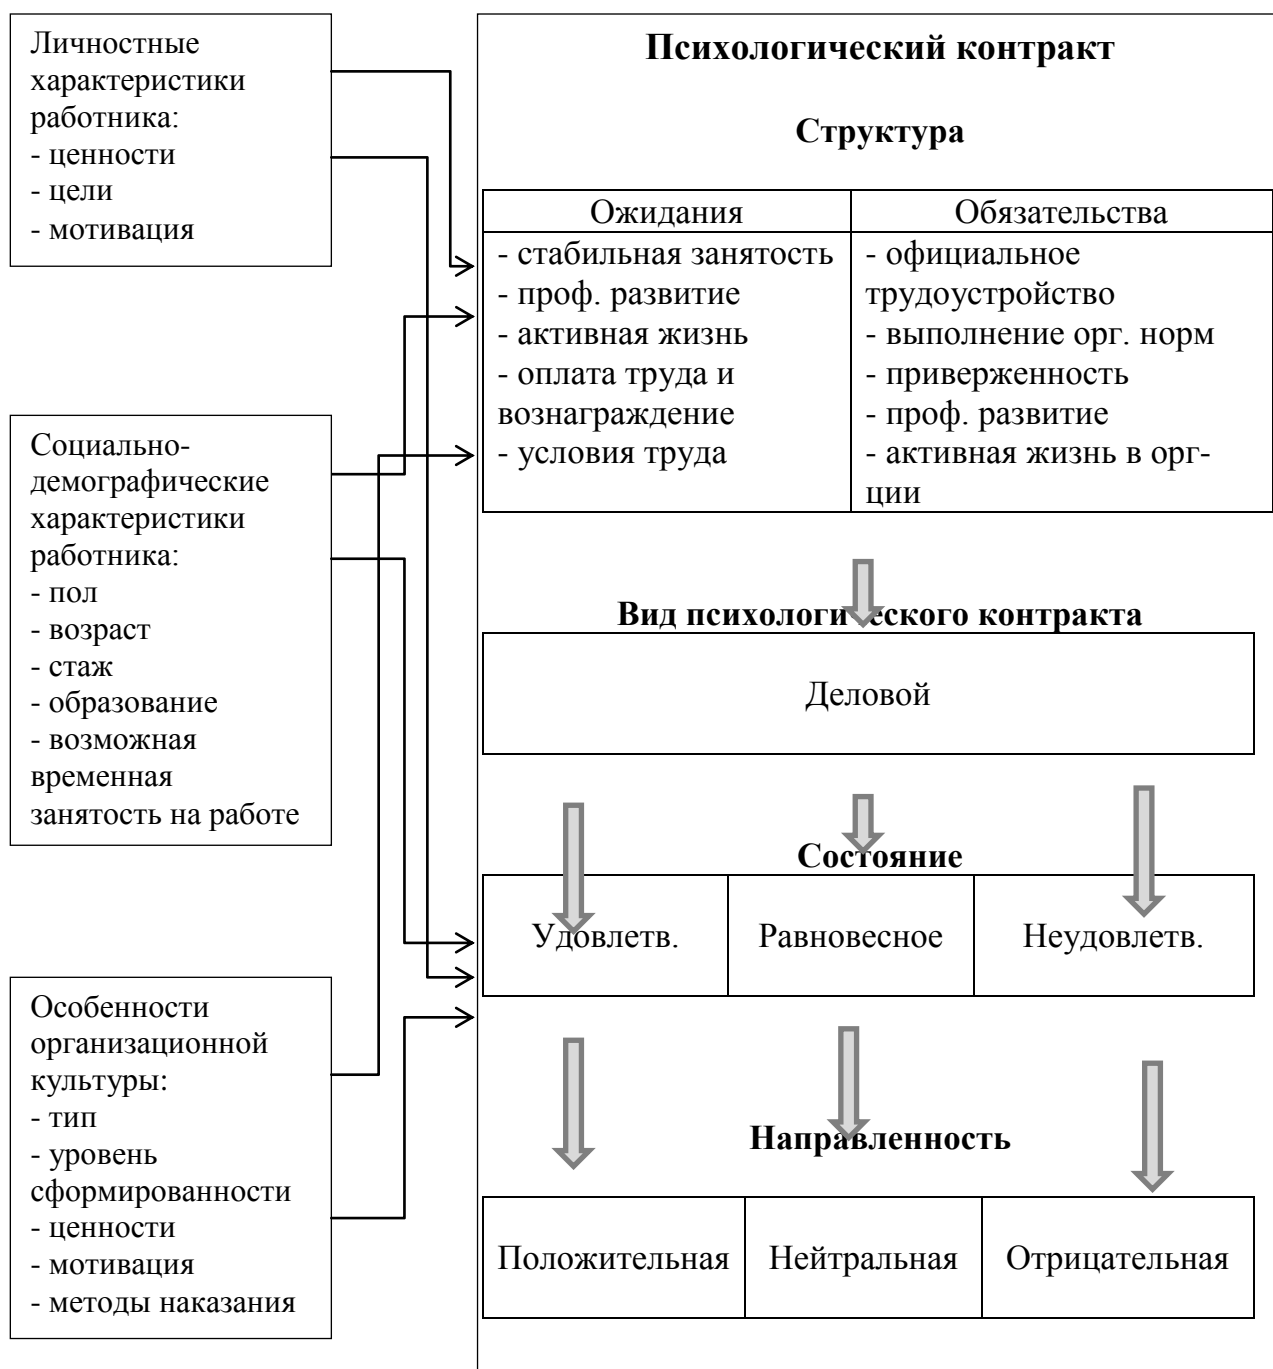 Личностные
характеристики
работника:
- ценности
- цели
- мотивация
Социально-
демографические
характеристики
работника:
- пол
- возраст
- стаж
- образование
- возможная
временная
занятость на работе
Особенности
организационной
культуры:
- тип
- уровень
сформированности
- ценности
- мотивация
- методы наказания
Психологический контракт
Структура
Ожидания
- стабильная занятость
- проф. развитие
- активная жизнь
- оплата труда и
вознаграждение
- условия труда
Обязательства
- официальное
трудоустройство
- выполнение орг. норм
- приверженность
- проф. развитие
- активная жизнь в орг-
ции
Вид психологического контракта
Деловой
Состояние
Удовлетв.
Равновесное
Неудовлетв.
Направленность
Положительная
Нейтральная
Отрицательная